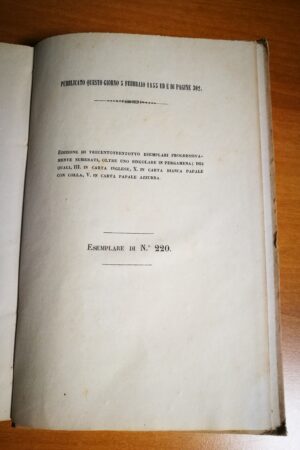 PUBBLICATO QUESTO GIORNO 5 FEBBRAIO 1855 ED È DI PAGINE 302.
EDIZIONE DI TRECENTOTRENTOTTO ESEMPLARI PROGRESSIVA-
MENTE NUMERATI, OLTRE UNO SINGULARE IN PERGAMENA; DEI
QUALI, III. IN CARTA INGLESE, X. IN CARTA BIANCA PAPALE
CON COLLA, V. IN CARTA PAPALE AZZURRA.
ESEMPLARE DI N.° 220.